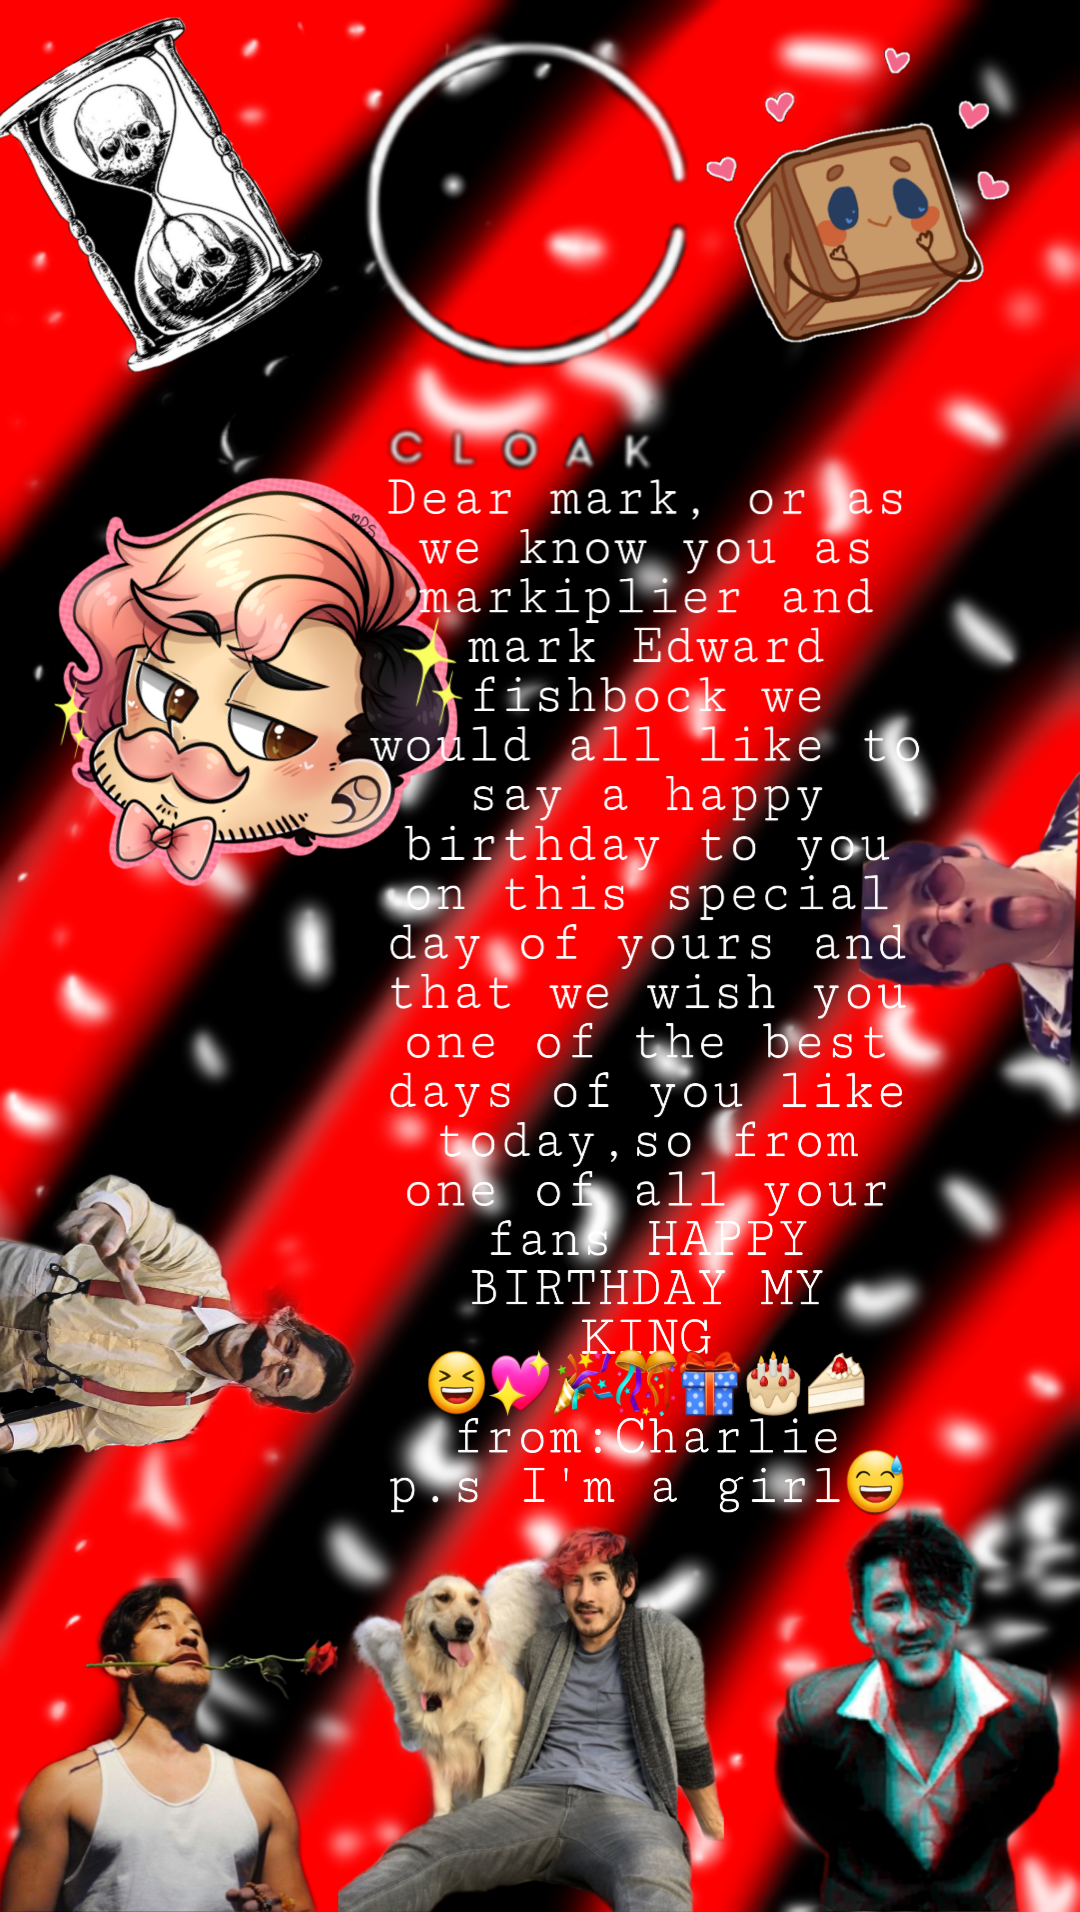 CLOAK
Dear mark, or as
we know you as
markiplier and
mark Edward
fishbock we
would all like to
say a happy
birthday to you
on this special
day of yours and
that we wish you
one of the best
days of you like
today,so from
one of all your
fans HAPPY
BIRTHDAY MY
KING
😆💖🎉🎊🎁🎂🍰
from:Charlie
p.s I'm a girl😅